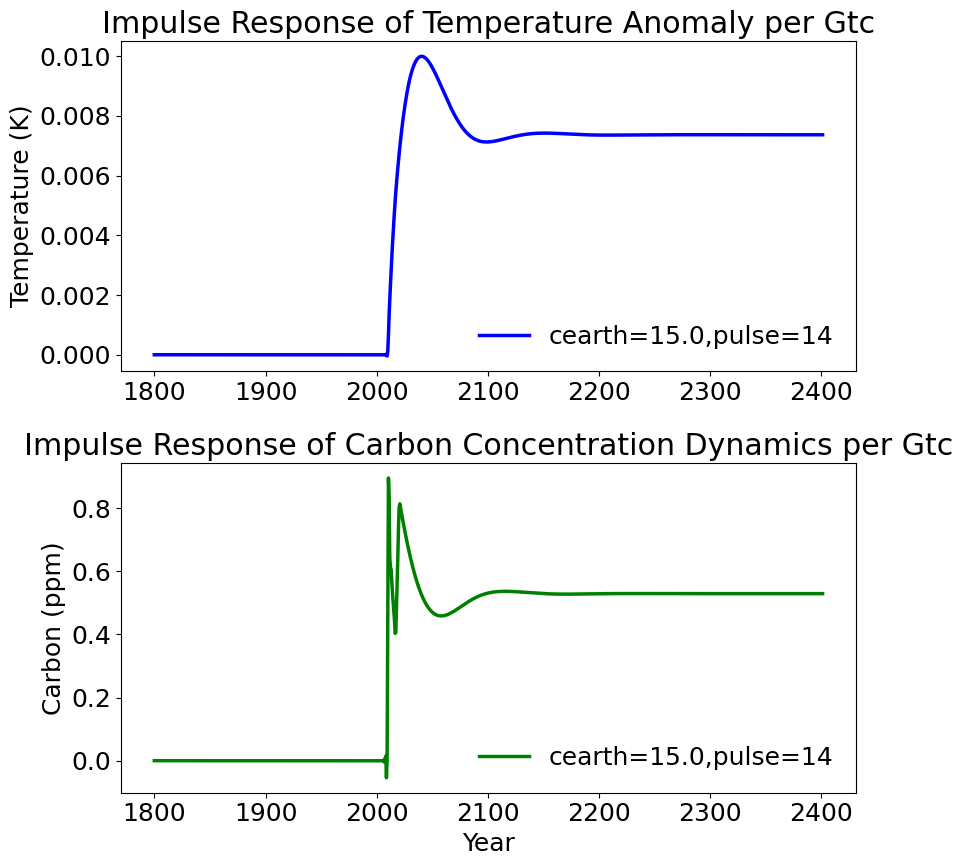 Impulse Response of Temperature Anomaly per Gtc
0.010
0.008
0.006
0.004
0.002
0.000
Temperature (K)
cearth=15.0,pulse=14
1800 1900 2000 2100 2200 2300 2400
Impulse Response of Carbon Concentration Dynamics per Gtc
0.8
0.6
0.4
0.2
0.0
Carbon (ppm)
cearth=15.0,pulse=14
1800 1900 2000 2100 2200 2300 2400
Year